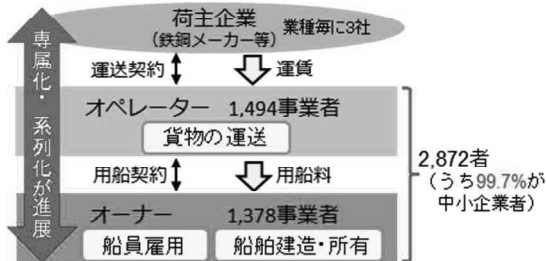 専属化・系列化が進展
荷主企業
(鉄鋼メーカー等)
業種毎に3社
運送契約
運賃
オペレーター 1,494事業者
貨物の運送
用船契約
用船料
オーナー 1,378事業者
船員雇用
船舶建造・所有
2,872者
(うち99.7%が
中小企業者)